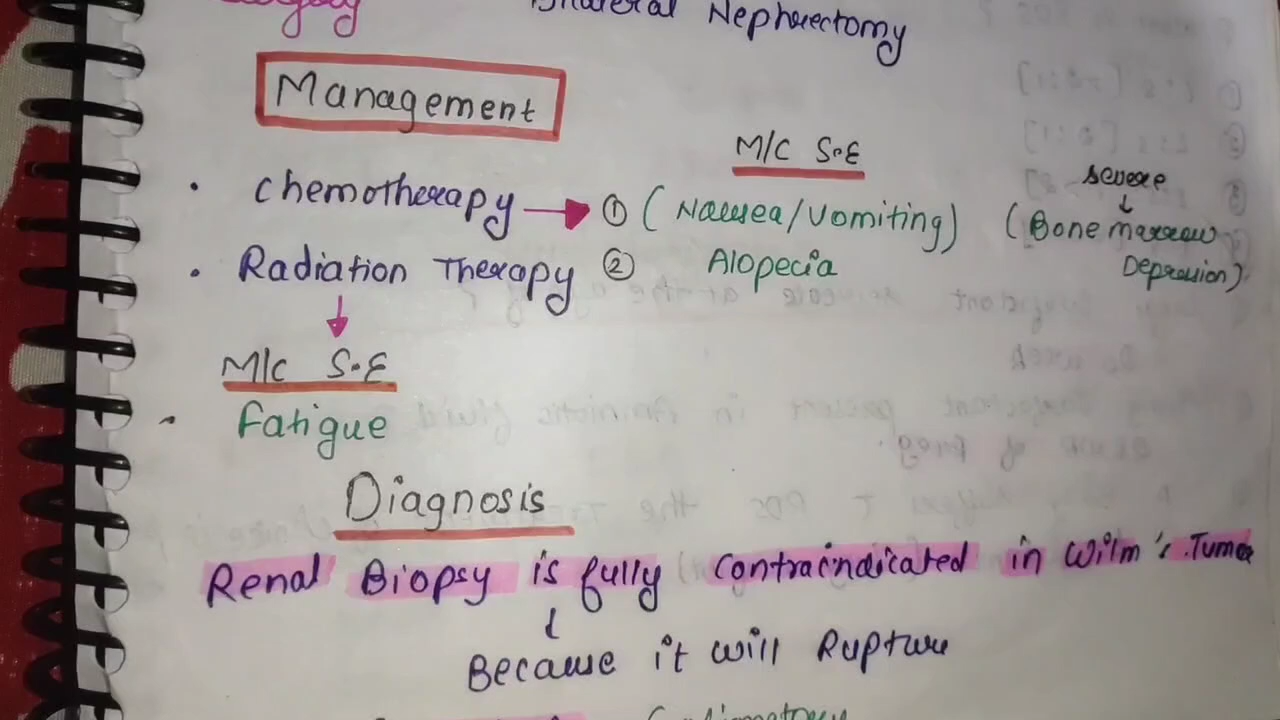 Bilateral Nephrectomy
Management
M/C S.E
• Chemotherapy → ① (Nausea/Vomiting) (Bone marrow Depression)
severe
↓
• Radiation Therapy ② Alopecia
↓
M/C S.E
• Fatigue
Diagnosis
Renal Biopsy is fully Contraindicated in Wilm's Tumor
↓
Because it will Rupture